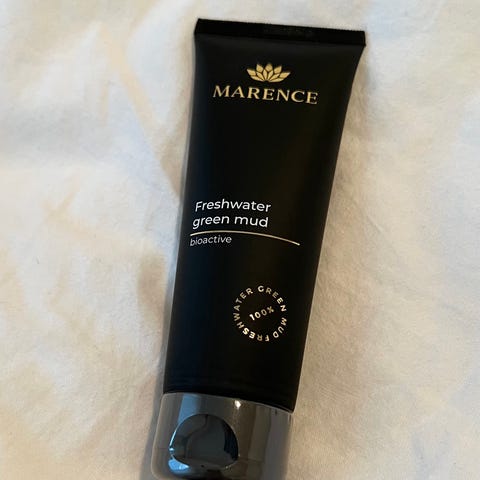 MARENCE
Freshwater
green mud
bioactive
FRESHWATER GREEN MUD
100%